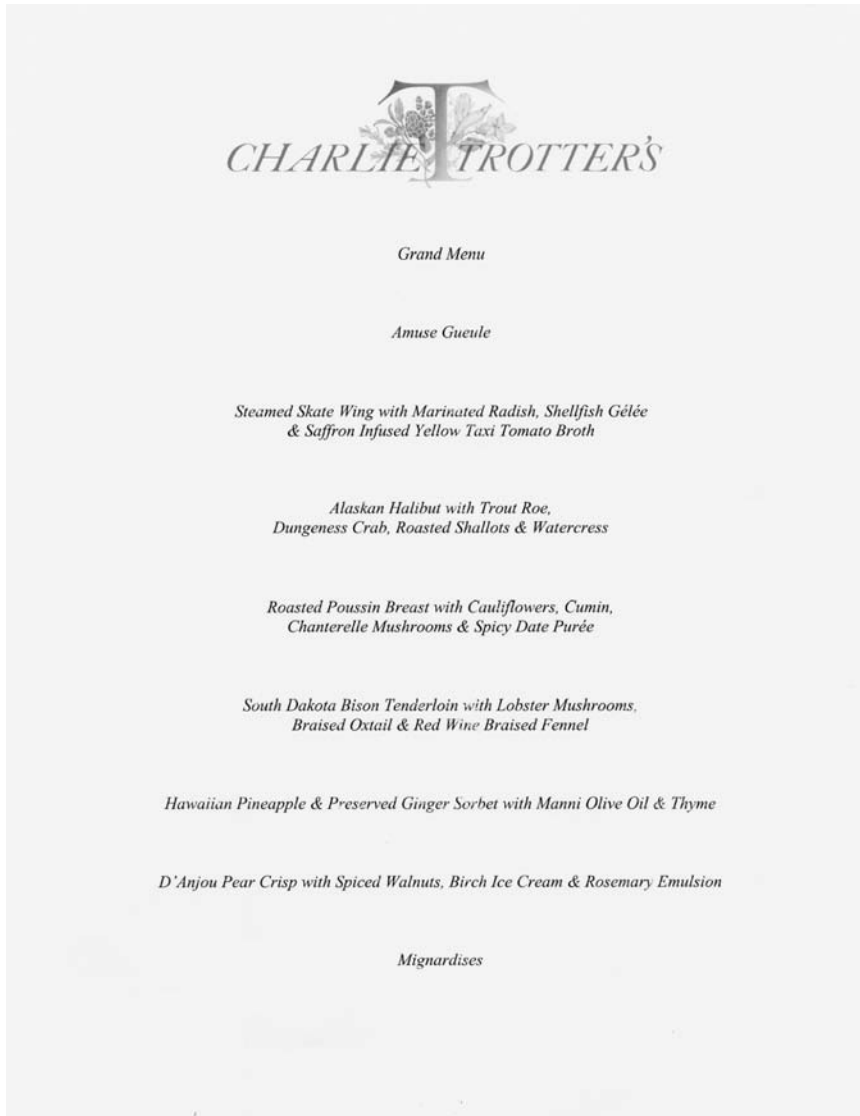 CHARLIE TROTTER'S
Grand Menu
Amuse Gueule
Steamed Skate Wing with Marinated Radish, Shellfish Gélée
& Saffron Infused Yellow Taxi Tomato Broth
Alaskan Halibut with Trout Roe,
Dungeness Crab, Roasted Shallots & Watercress
Roasted Poussin Breast with Cauliflowers, Cumin,
Chanterelle Mushrooms & Spicy Date Purée
South Dakota Bison Tenderloin with Lobster Mushrooms,
Braised Oxtail & Red Wine Braised Fennel
Hawaiian Pineapple & Preserved Ginger Sorbet with Manni Olive Oil & Thyme
D'Anjou Pear Crisp with Spiced Walnuts, Birch Ice Cream & Rosemary Emulsion
Mignardises